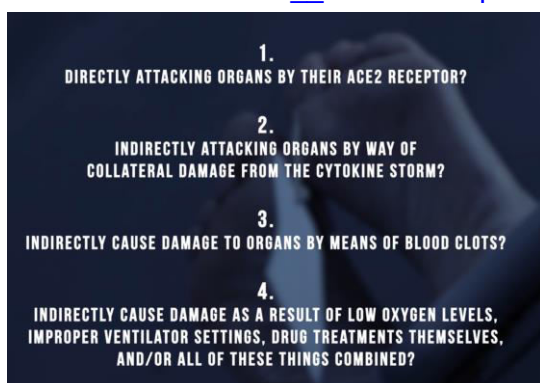 1.
DIRECTLY ATTACKING ORGANS BY THEIR ACE2 RECEPTOR?
2.
INDIRECTLY ATTACKING ORGANS BY WAY OF
COLLATERAL DAMAGE FROM THE CYTOKINE STORM?
3.
INDIRECTLY CAUSE DAMAGE TO ORGANS BY MEANS OF BLOOD CLOTS?
4.
INDIRECTLY CAUSE DAMAGE AS A RESULT OF LOW OXYGEN LEVELS,
IMPROPER VENTILATOR SETTINGS, DRUG TREATMENTS THEMSELVES,
AND/OR ALL OF THESE THINGS COMBINED?